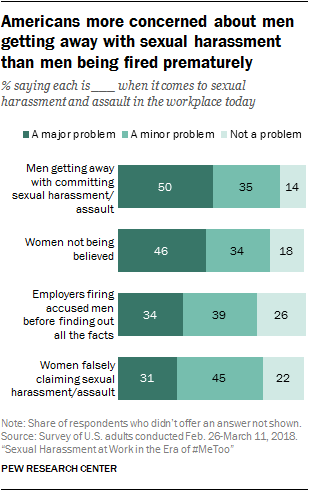 Americans more concerned about men
getting away with sexual harassment
than men being fired prematurely
% saying each is ___ when it comes to sexual
harassment and assault in the workplace today
A major problem A minor problem Not a problem
Men getting away
with committing
sexual harassment/
assault
50 35 14
Women not being
believed
46 34 18
Employers firing
accused men
before finding out
all the facts
34 39 26
Women falsely
claiming sexual
harassment/assault
31 45 22
Note: Share of respondents who didn't offer an answer not shown.
Source: Survey of U.S. adults conducted Feb. 26-March 11, 2018.
"Sexual Harassment at Work in the Era of #MeToo"
PEW RESEARCH CENTER